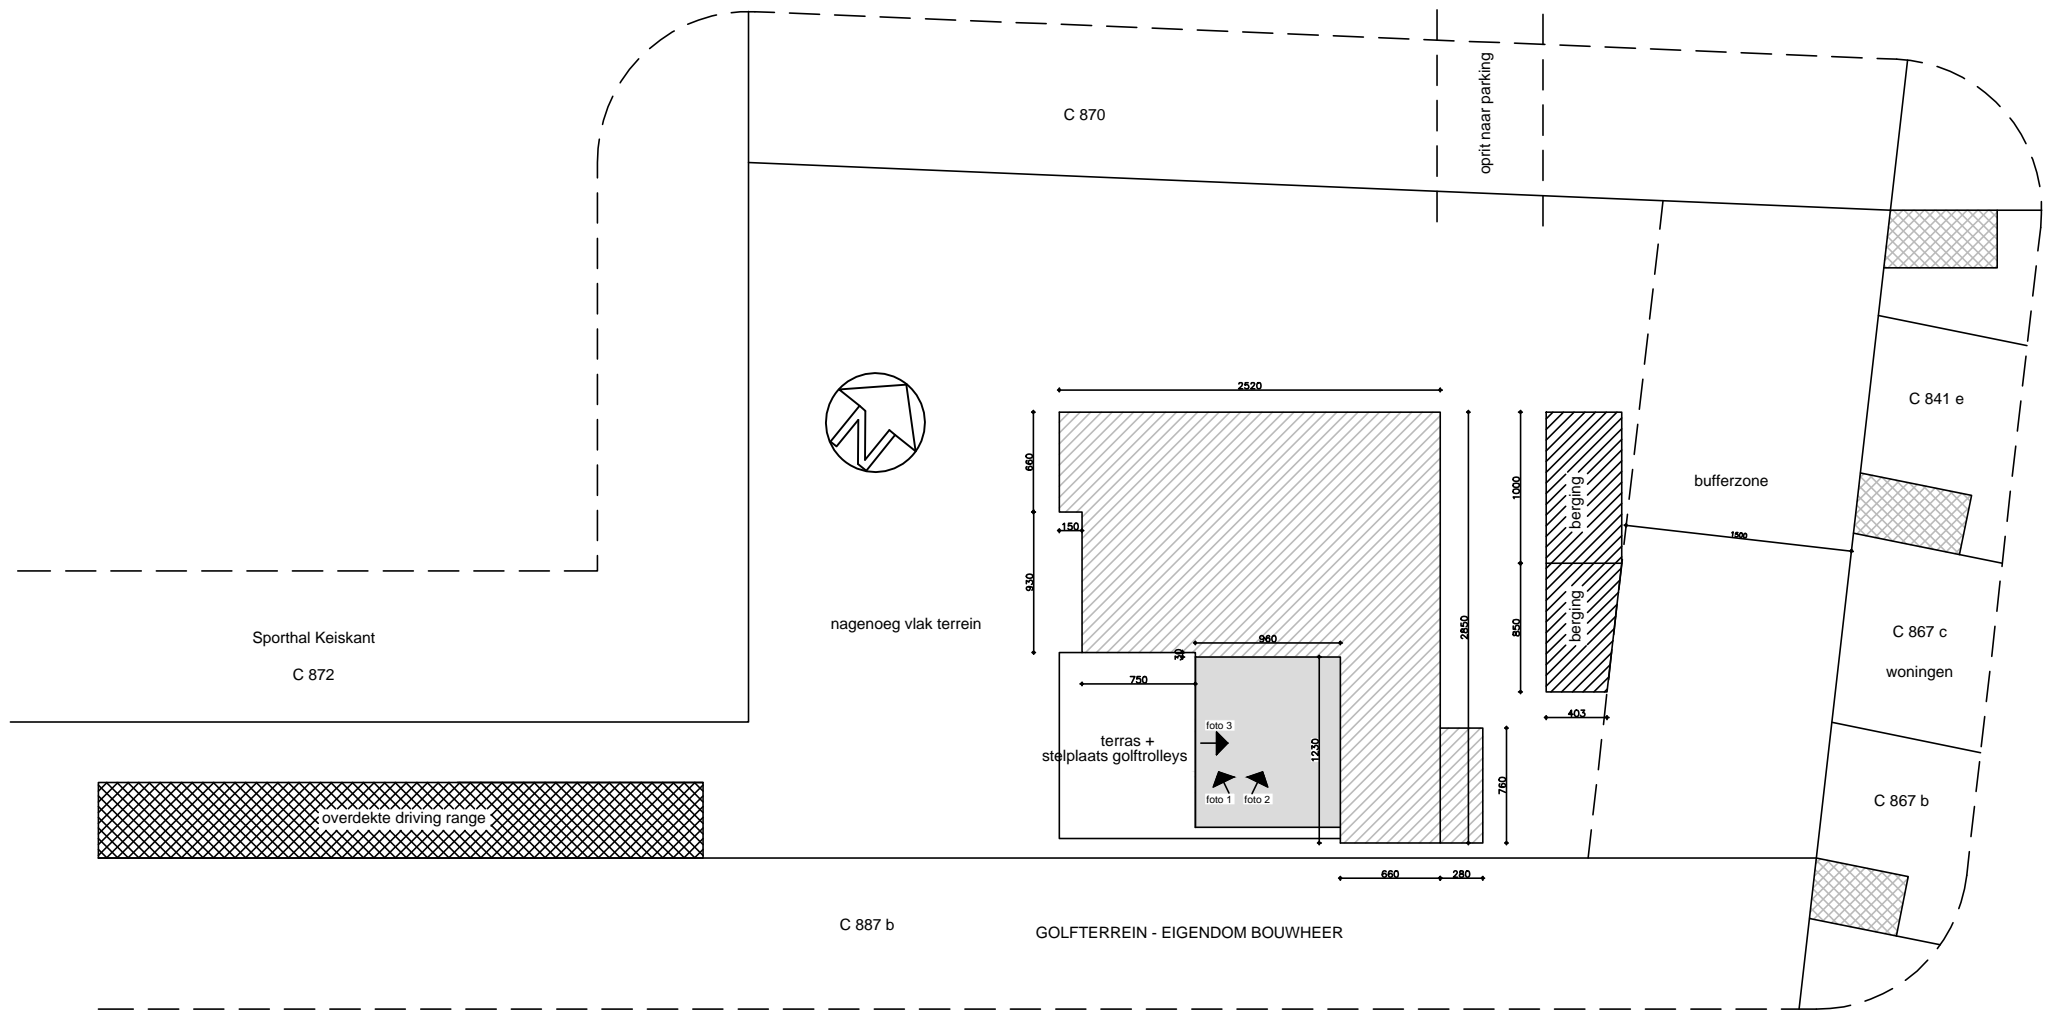 C 870
oprit naar parking
2520
660
150
930
nagenoeg vlak terrein
N
2850
1000
850
berging
berging
403
bufferzone
1500
C 841 e
C 867 c
woningen
C 867 b
Sporthal Keiskant
C 872
960
30
750
1230
760
foto 3
terras +
stelplaats golftrolleys
foto 1
foto 2
overdekte driving range
660
280
C 887 b
GOLFTERREIN - EIGENDOM BOUWHEER